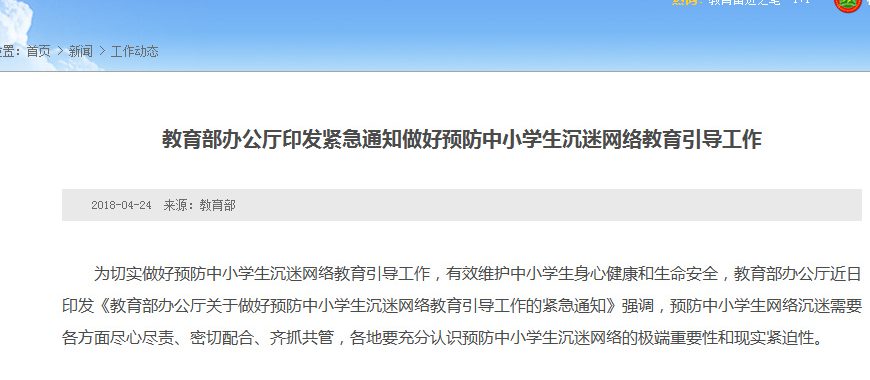 热词：教育奋进之笔 1+1
置：首页 > 新闻 > 工作动态
教育部办公厅印发紧急通知做好预防中小学生沉迷网络教育引导工作
2018-04-24 来源：教育部
为切实做好预防中小学生沉迷网络教育引导工作，有效维护中小学生身心健康和生命安全，教育部办公厅近日
印发《教育部办公厅关于做好预防中小学生沉迷网络教育引导工作的紧急通知》强调，预防中小学生网络沉迷需要
各方面尽心尽责、密切配合、齐抓共管，各地要充分认识预防中小学生沉迷网络的极端重要性和现实紧迫性。